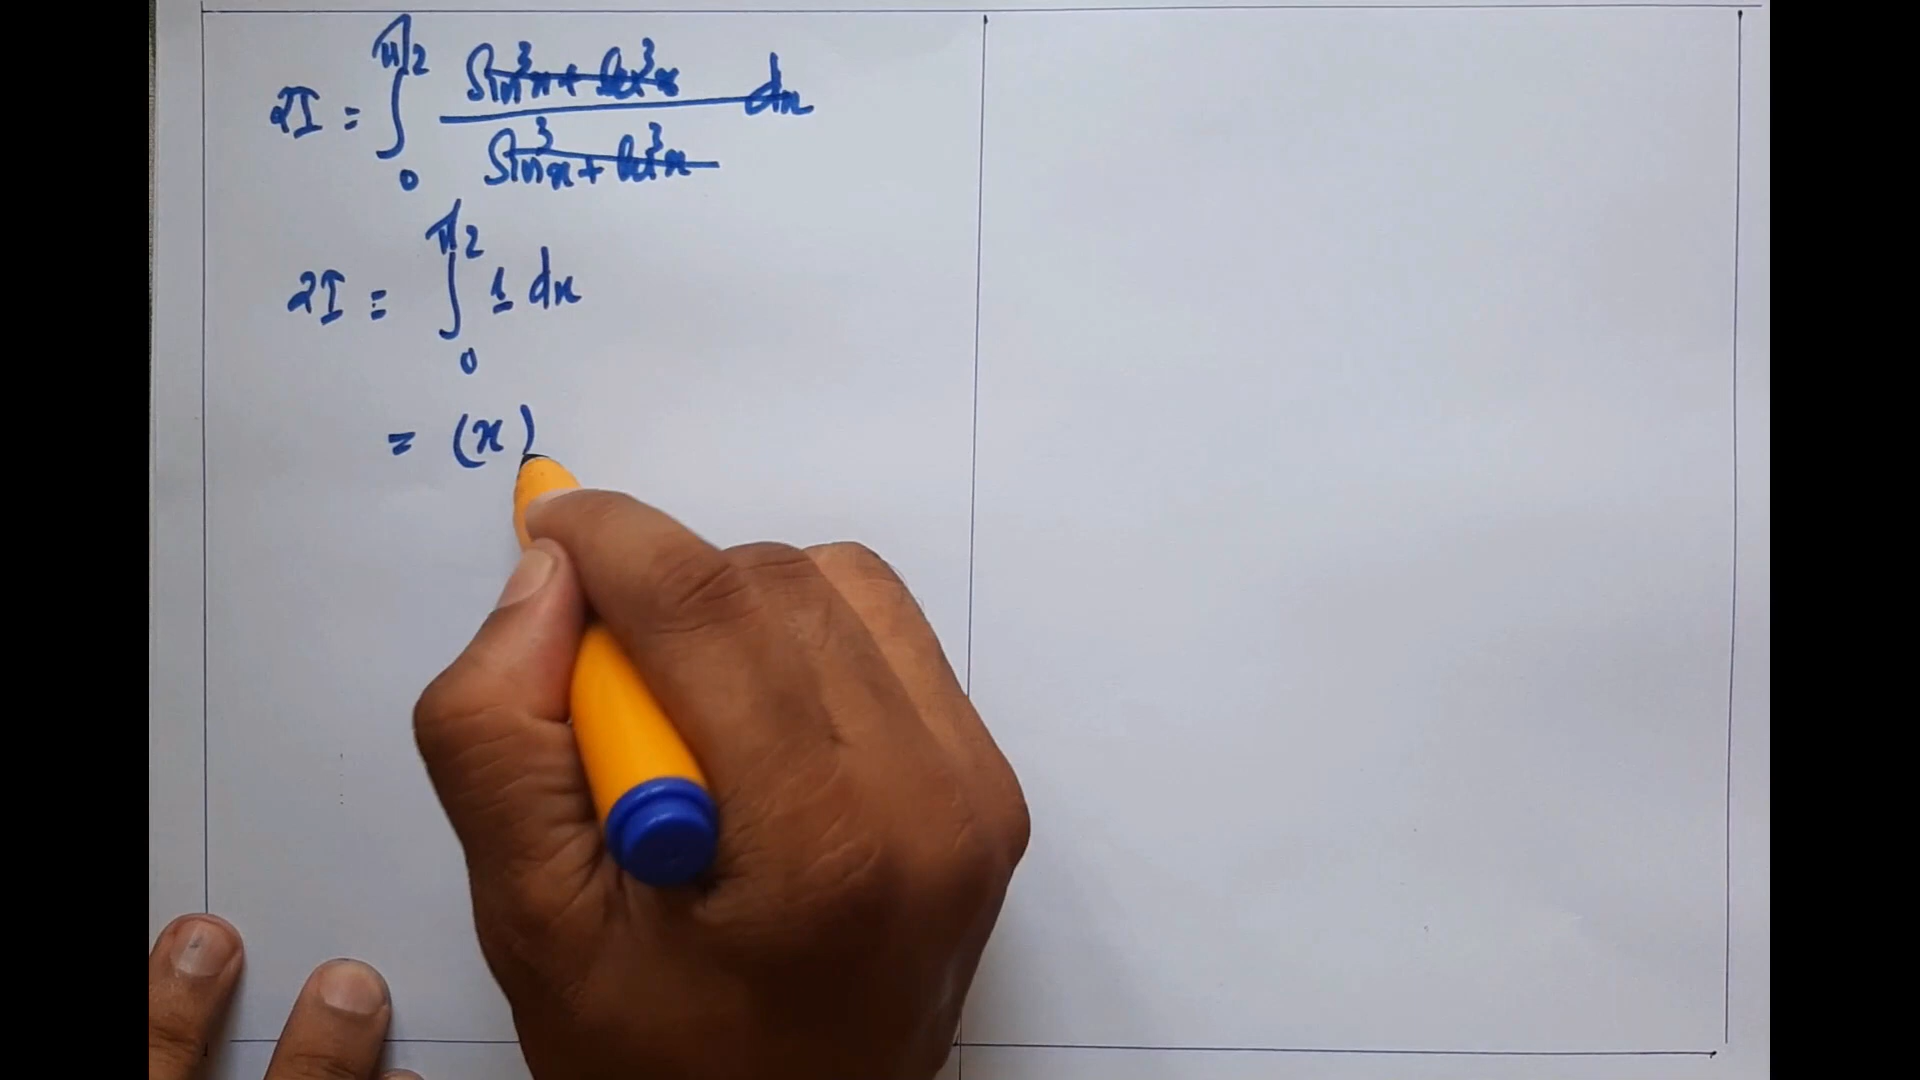 2I = ∫₀^{π/2} (Sin³x + Cos³x)/(Sin³x + Cos³x) dx
2I = ∫₀^{π/2} 1 dx
= (x)